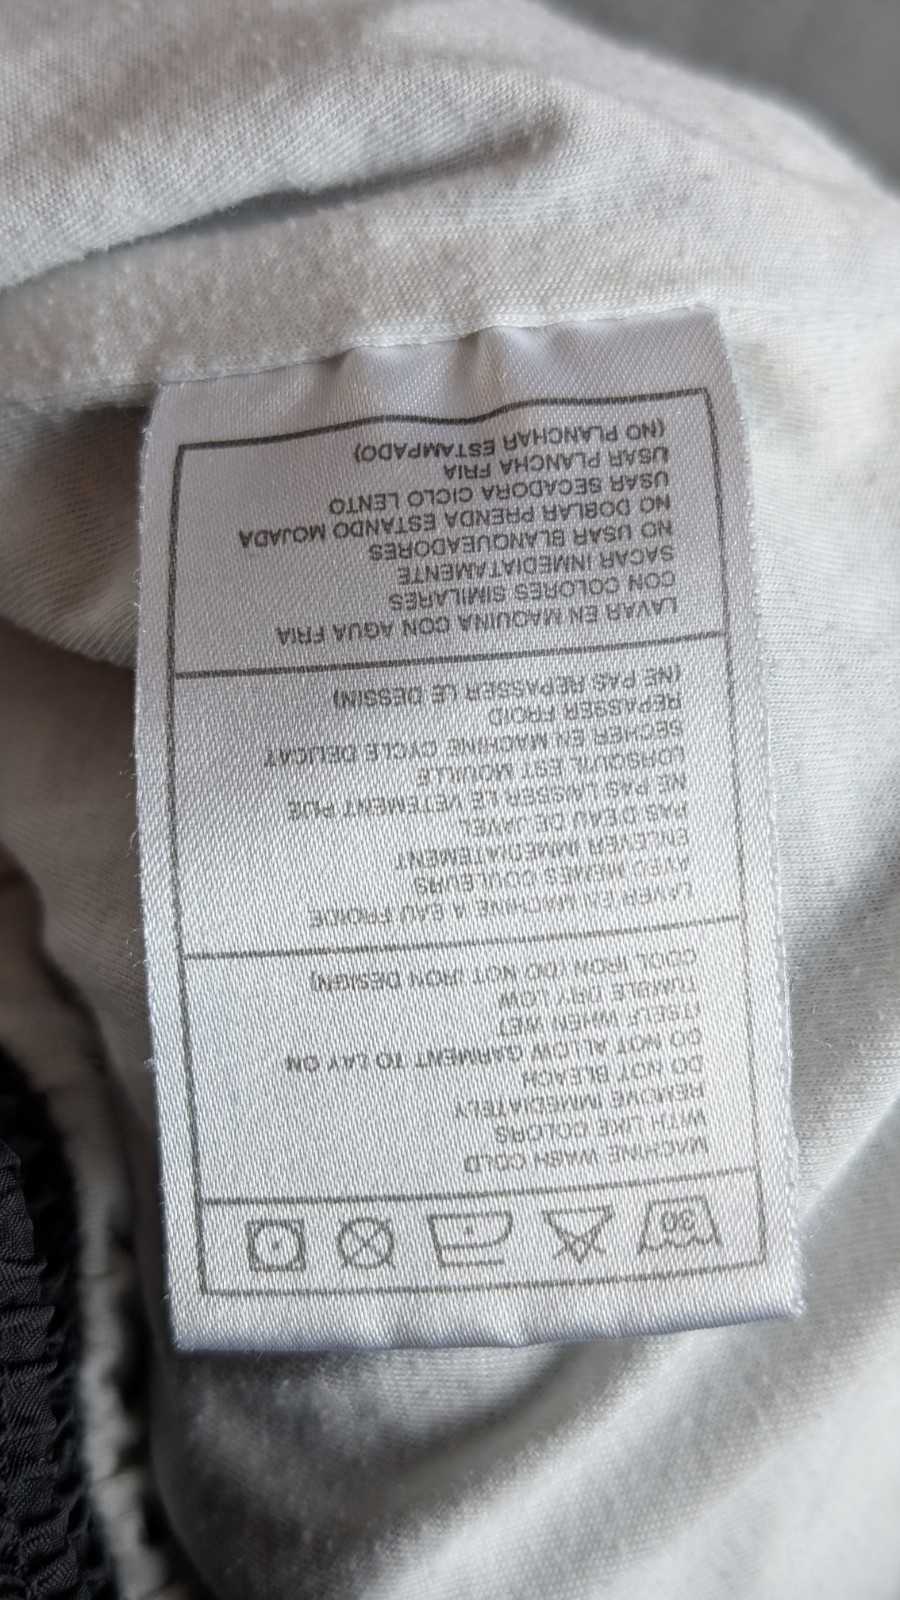 30
MACHINE WASH COLD
WITH LIKE COLORS
REMOVE IMMEDIATELY
DO NOT BLEACH
DO NOT ALLOW GARMENT TO LAY ON
ITSELF WHEN WET
TUMBLE DRY LOW
COOL IRON (DO NOT IRON DESIGN)
LAVER EN MACHINE A EAU FROIDE
AVEC MEMES COULEURS
ENLEVER IMMEDIATEMENT
PAS D'EAU DE JAVEL
NE PAS LAISSER LE VETEMENT PLIE
LORSQU'IL EST MOUILLE
SECHER EN MACHINE CYCLE DELICAT
REPASSER FROID
(NE PAS REPASSER LE DESSIN)
LAVAR EN MAQUINA CON AGUA FRIA
CON COLORES SIMILARES
SACAR INMEDIATAMENTE
NO USAR BLANQUEADORES
NO DOBLAR PRENDA ESTANDO MOJADA
USAR SECADORA CICLO LENTO
USAR PLANCHA FRIA
(NO PLANCHAR ESTAMPADO)